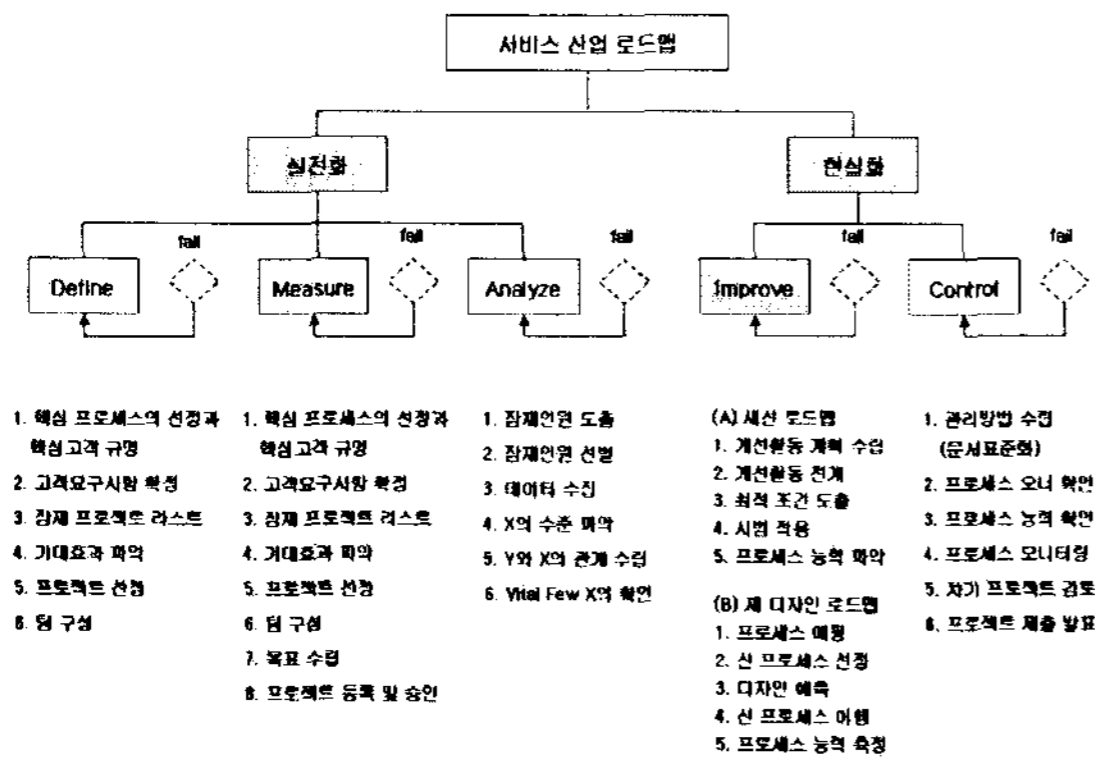 서비스 산업 로드맵
실전화
현실화
fail
fail
fail
fail
fail
Define
Measure
Analyze
Improve
Control
1. 핵심 프로세스의 선정과
핵심고객 규명
2. 고객요구사항 확정
3. 잠재 프로젝트 리스트
4. 기대효과 파악
5. 프로젝트 선정
6. 팀 구성
1. 핵심 프로세스의 선정과
핵심고객 규명
2. 고객요구사항 확정
3. 잠재 프로젝트 리스트
4. 기대효과 파악
5. 프로젝트 선정
6. 팀 구성
7. 목표 수립
8. 프로젝트 등록 및 승인
1. 잠재인원 도출
2. 잠재인원 선별
3. 데이터 수집
4. X의 수준 파악
5. Y와 X의 관계 수립
6. Vital Few X의 확인
(A) 로드맵
1. 개선활동 계획 수립
2. 개선활동 전개
3. 최적 조건 도출
4. 시범 적용
5. 프로세스 능력 파악
(B) 재 디자인 로드맵
1. 프로세스 매핑
2. 신 프로세스 선정
3. 디자인 예측
4. 신 프로세스 이행
5. 프로세스 능력 측정
1. 관리방법 수립
(문서표준화)
2. 프로세스 오너 확인
3. 프로세스 능력 확인
4. 프로세스 모니터링
5. 차기 프로젝트 검토
6. 프로젝트 제출 발표